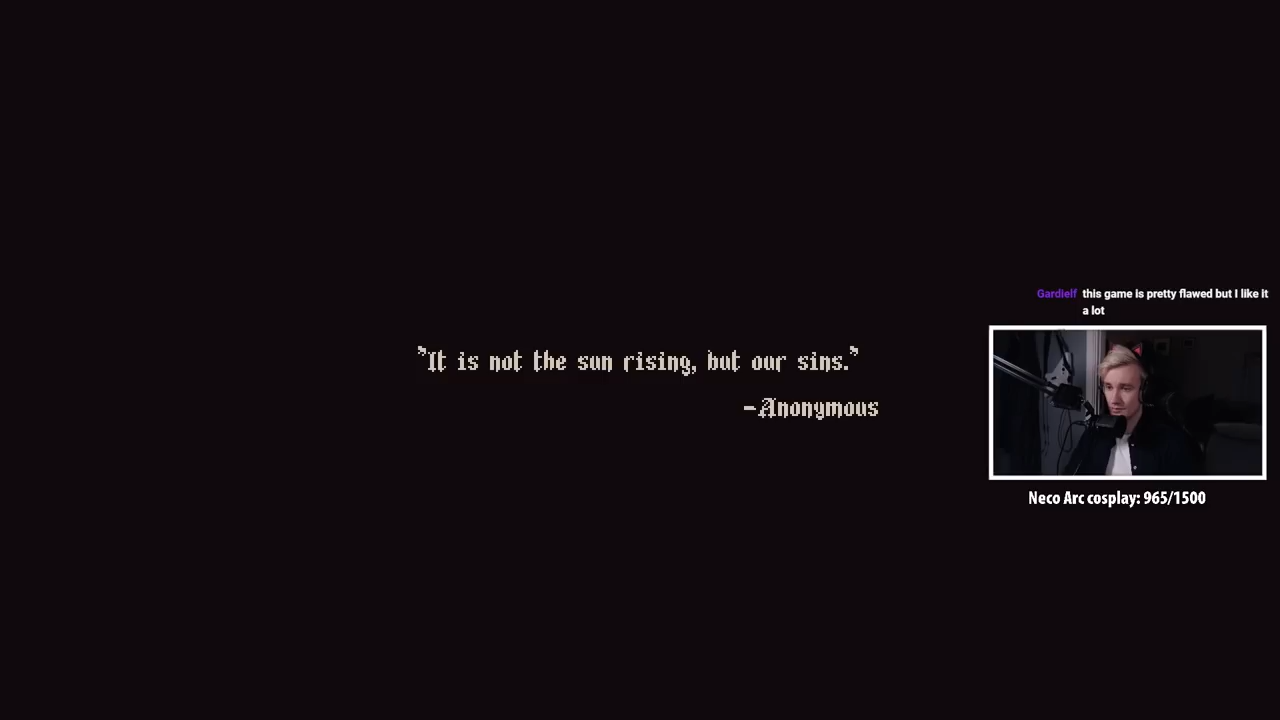 "It is not the sun rising, but our sins."
-Anonymous
Gardielf this game is pretty flawed but I like it
a lot
Neco Arc cosplay: 965/1500